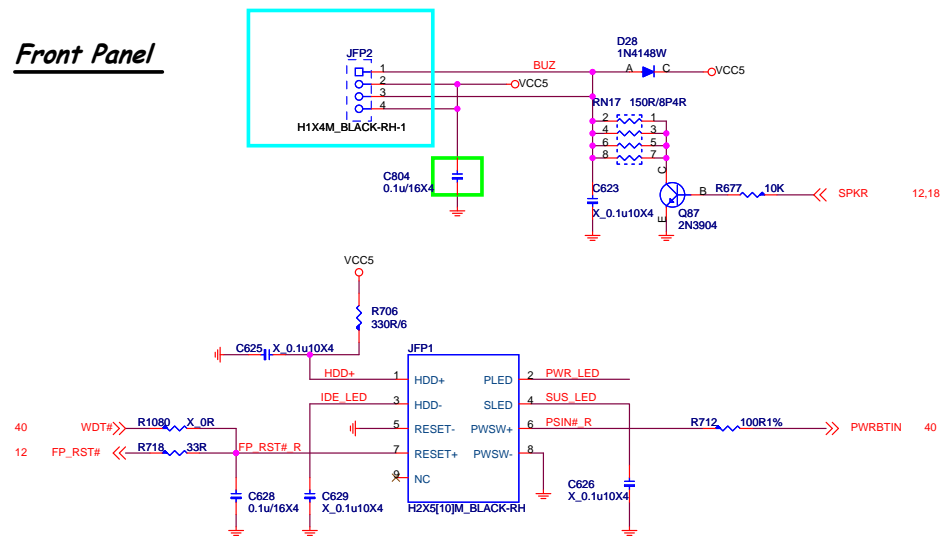 Front Panel
JFP2
1
2
3
4
H1X4M_BLACK-RH-1
BUZ
VCC5
D28
1N4148W
A
C
VCC5
RN17 150R/8P4R
2 1
4 3
6 5
8 7
C804
0.1u/16X4
C623
X_0.1u10X4
C
B
E
Q87
2N3904
R677
10K
SPKR
12,18
VCC5
R706
330R/6
C625
X_0.1u10X4
JFP1
HDD+
1
HDD+
PLED
2
PWR_LED
IDE_LED
3
HDD-
SLED
4
SUS_LED
40
WDT#
R1080
X_0R
5
RESET-
PWSW+
6
PSIN#_R
R712
100R1%
PWRBTIN
40
12
FP_RST#
R718
33R
FP_RST#_R
7
RESET+
PWSW-
8
9
NC
C628
0.1u/16X4
C629
X_0.1u10X4
H2X5[10]M_BLACK-RH
C626
X_0.1u10X4